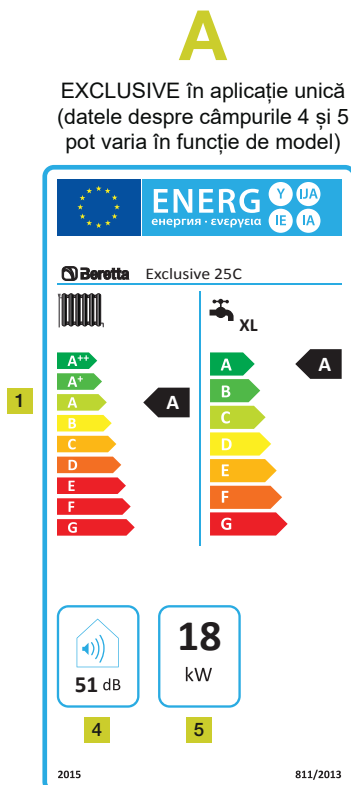 A
EXCLUSIVE în aplicație unică
(datele despre câmpurile 4 și 5
pot varia în funcție de model)
ENERG Y IJA
енергия · ενεργεια IE IA
Beretta Exclusive 25C
XL
1
A++
A+
A
B
C
D
E
F
G
A
A
B
C
D
E
F
G
A
51 dB
18
kW
4
5
2015 811/2013